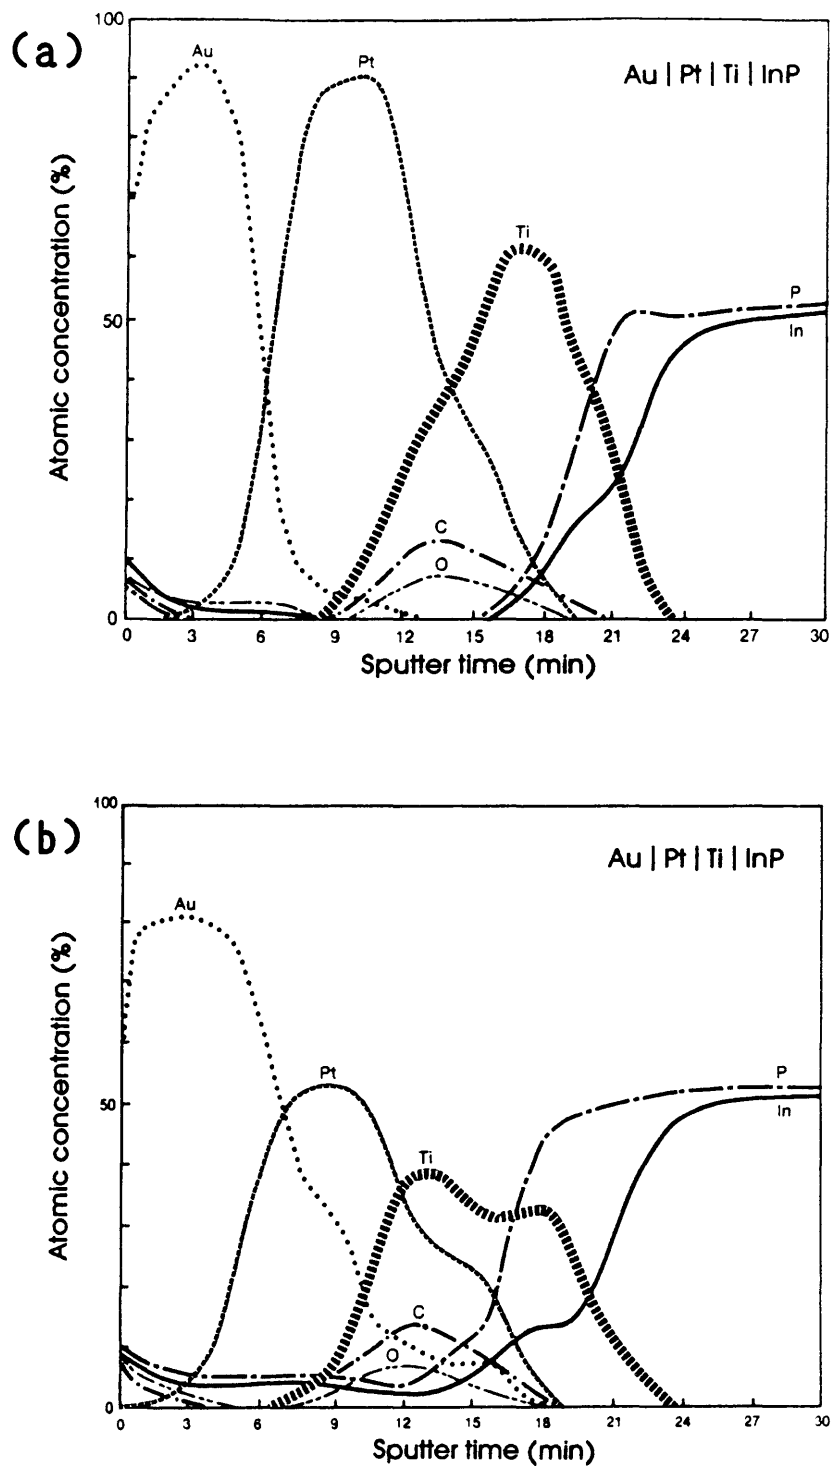 (a)
Au | Pt | Ti | InP
100
50
0
Atomic concentration (%)
Au
Pt
Ti
P
In
C
O
0 3 6 9 12 15 18 21 24 27 30
Sputter time (min)
(b)
Au | Pt | Ti | InP
100
50
0
Atomic concentration (%)
Au
Pt
Ti
P
In
C
O
0 3 6 9 12 15 18 21 24 27 30
Sputter time (min)